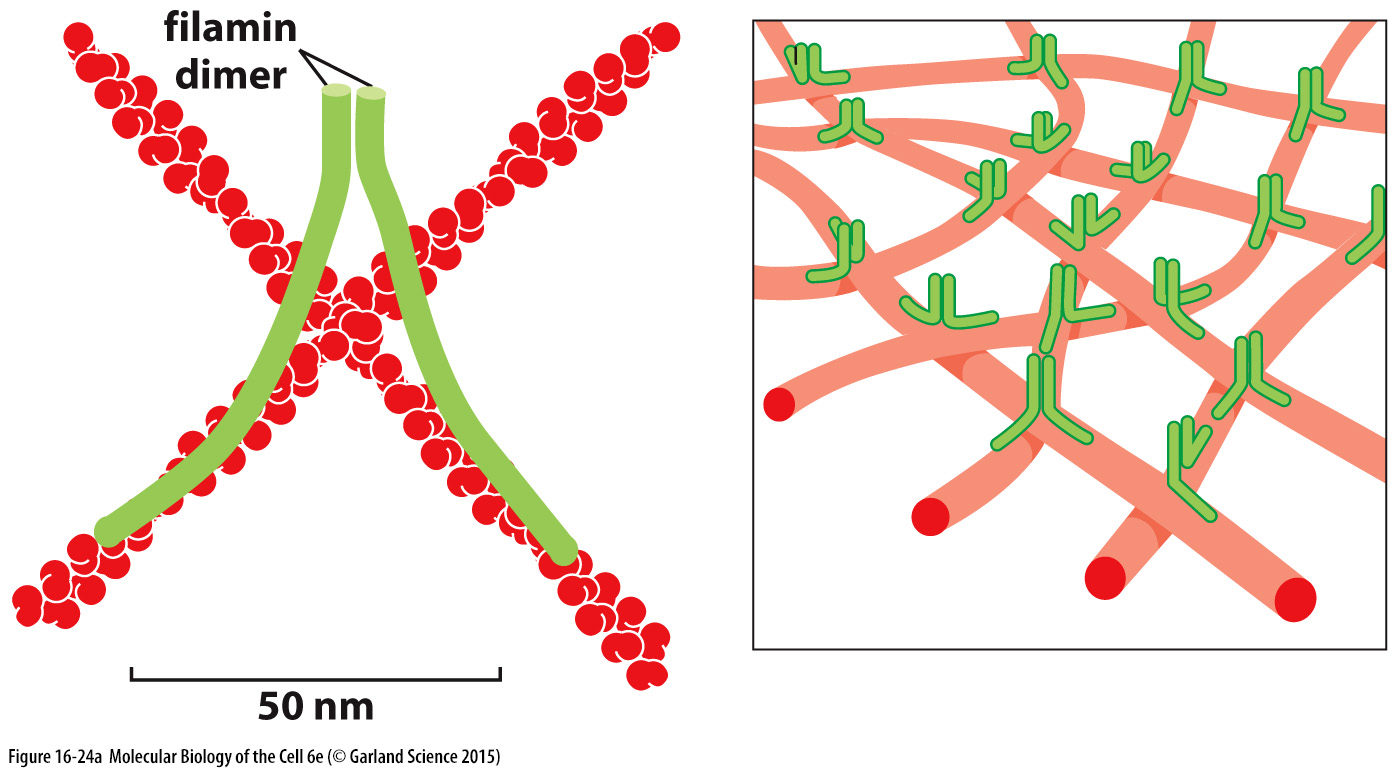 filamin
dimer
50 nm
Figure 16-24a Molecular Biology of the Cell 6e (© Garland Science 2015)